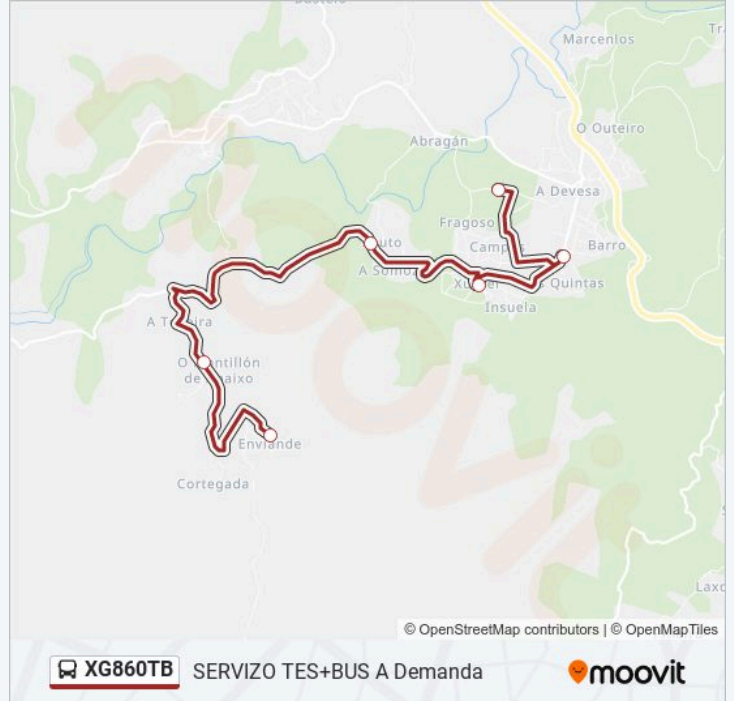 Marcenlos
O Outeiro
Abragán
A Devesa
Fragoso
Barro
Insuela
Quintas
A
O
Enviande
Cortegada
© OpenStreetMap contributors | © OpenMapTiles
XG860TB SERVIZO TES+BUS A Demanda moovit